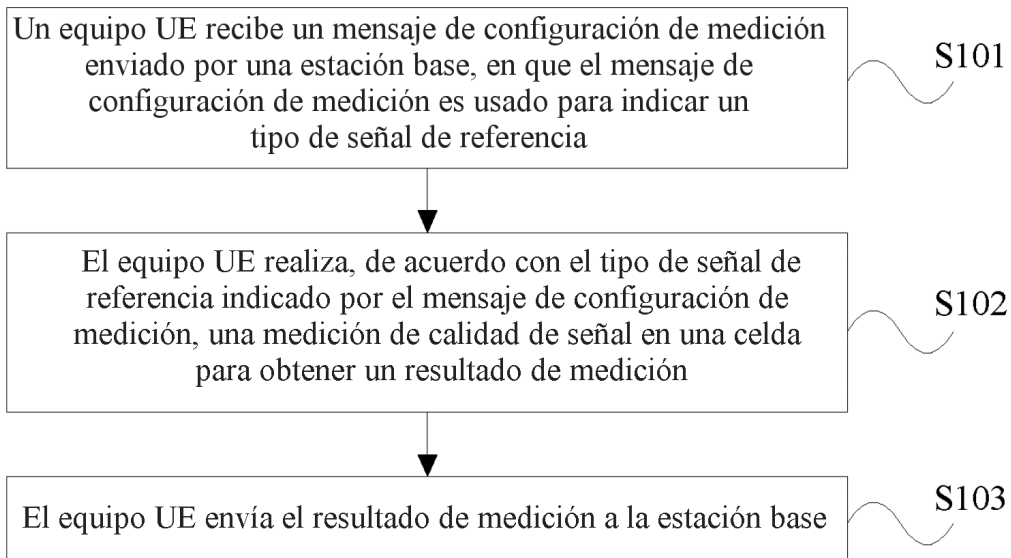 Un equipo UE recibe un mensaje de configuración de medición
enviado por una estación base, en que el mensaje de
configuración de medición es usado para indicar un
tipo de señal de referencia
S101
El equipo UE realiza, de acuerdo con el tipo de señal de
referencia indicado por el mensaje de configuración de
medición, una medición de calidad de señal en una celda
para obtener un resultado de medición
S102
El equipo UE envía el resultado de medición a la estación base
S103